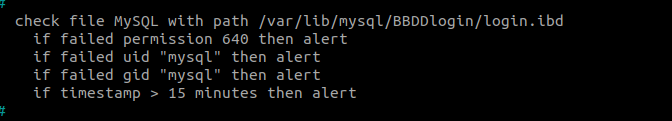 #
check file MySQL with path /var/lib/mysql/BBDDlogin/login.ibd
if failed permission 640 then alert
if failed uid "mysql" then alert
if failed gid "mysql" then alert
if timestamp > 15 minutes then alert
#